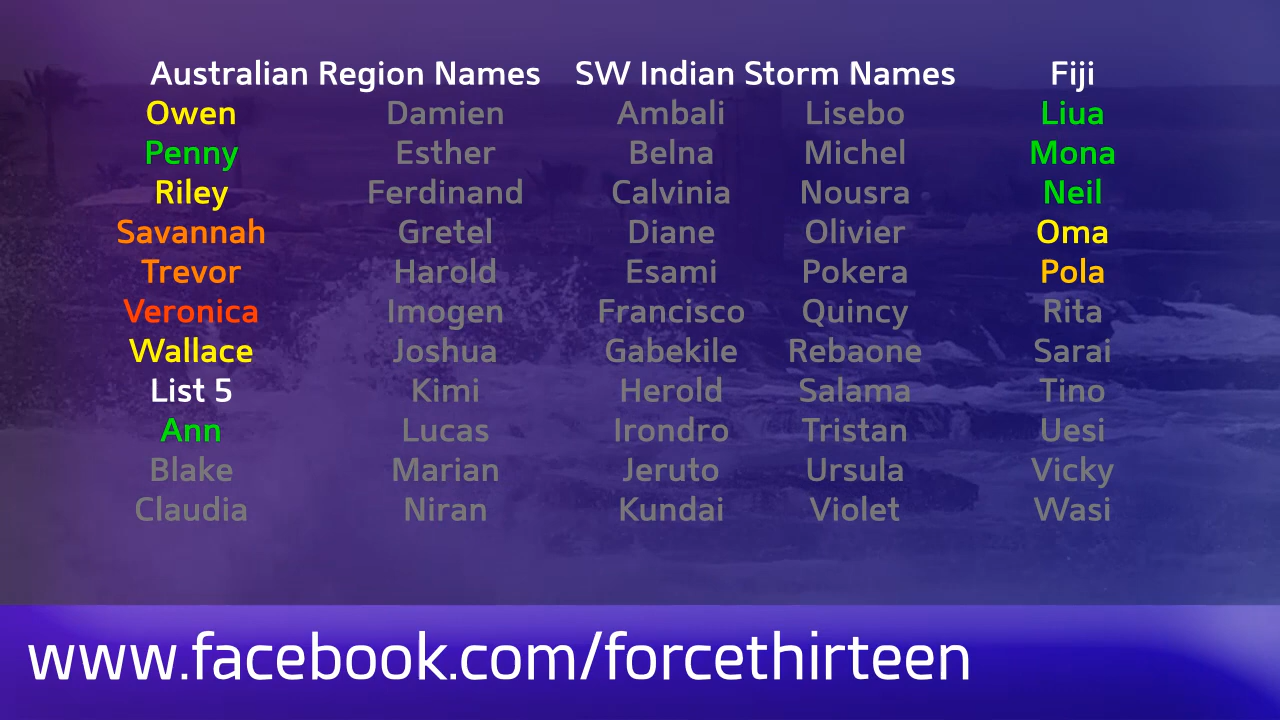 Australian Region Names SW Indian Storm Names Fiji
Owen Damien Ambali Lisebo Liua
Penny Esther Belna Michel Mona
Riley Ferdinand Calvinia Nousra Neil
Savannah Gretel Diane Olivier Oma
Trevor Harold Esami Pokera Pola
Veronica Imogen Francisco Quincy Rita
Wallace Joshua Gabekile Rebaone Sarai
List 5 Kimi Herold Salama Tino
Ann Lucas Irondro Tristan Uesi
Blake Marian Jeruto Ursula Vicky
Claudia Niran Kundai Violet Wasi
www.facebook.com/forcethirteen